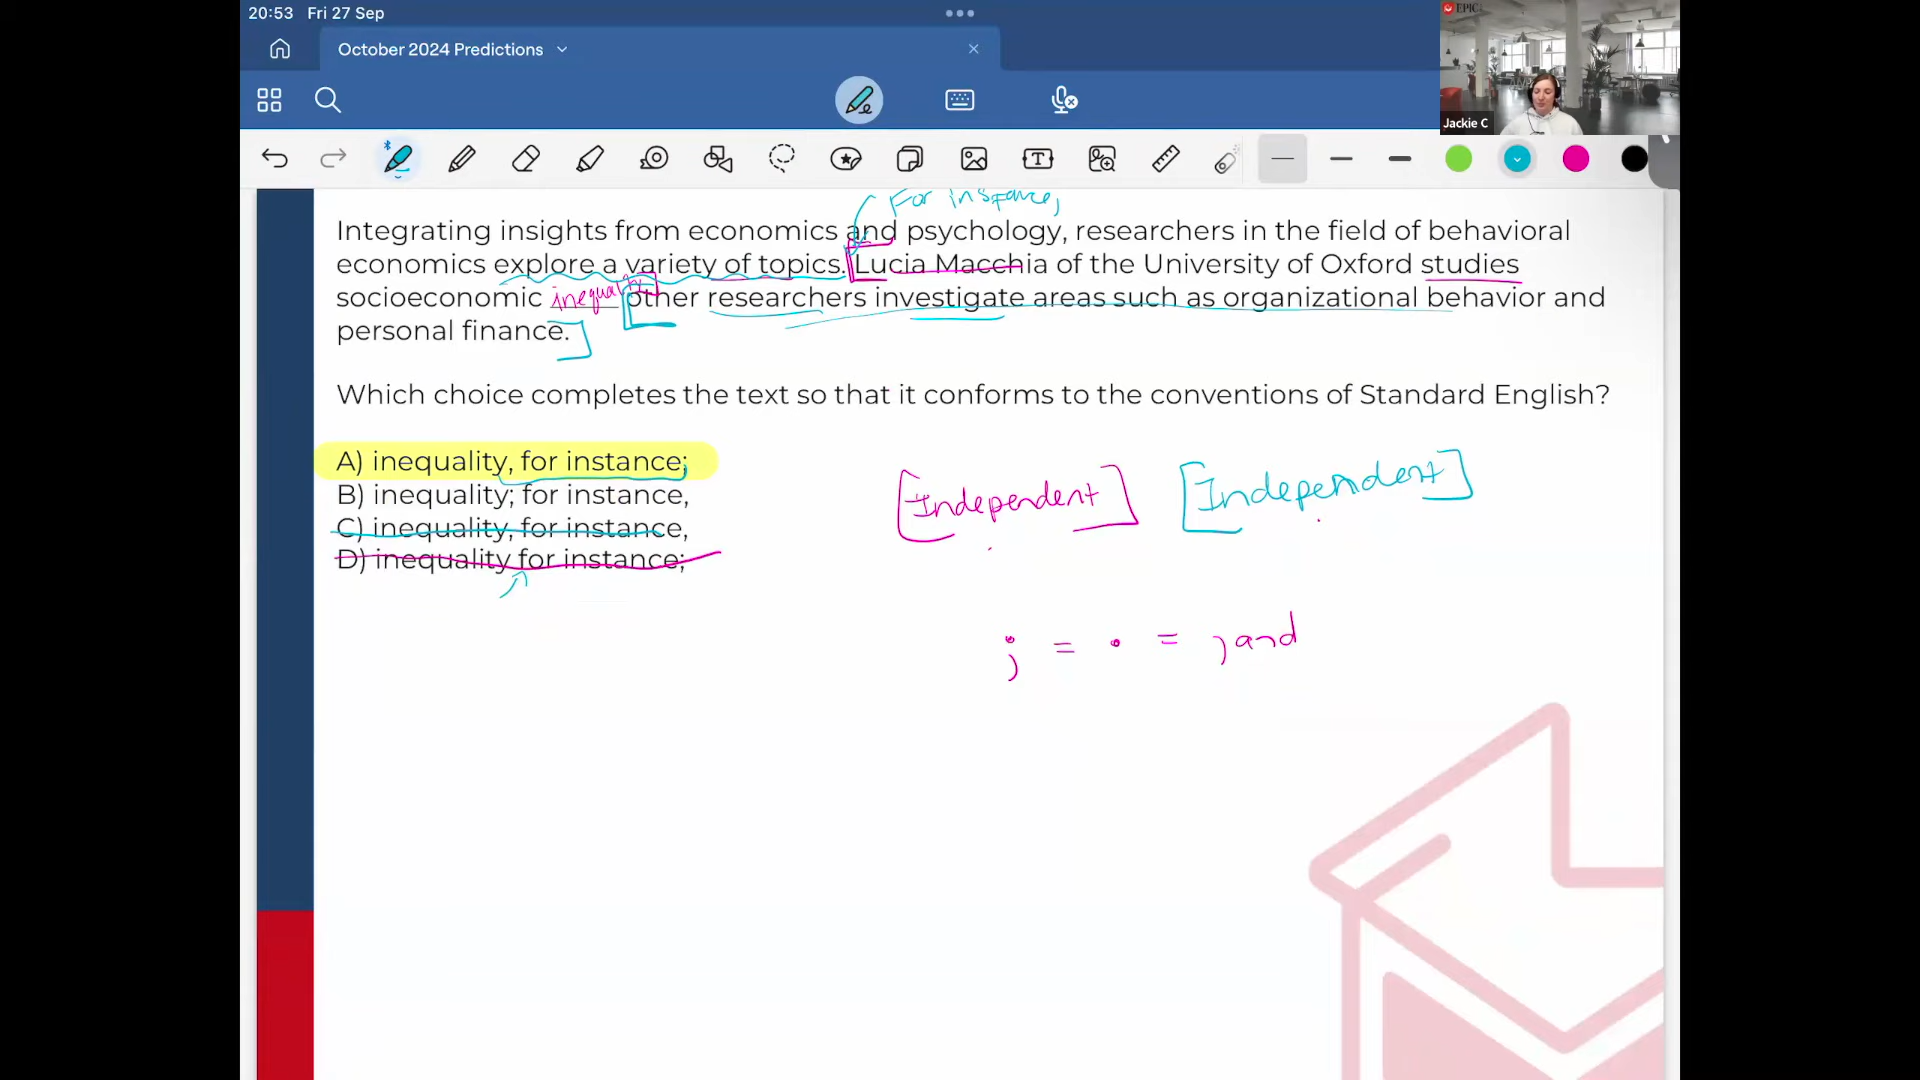 20:53 Fri 27 Sep
EPIC
October 2024 Predictions
Jackie C
For instance,
Integrating insights from economics and psychology, researchers in the field of behavioral
economics explore a variety of topics. Lucia Macchia of the University of Oxford studies
socioeconomic inequality other researchers investigate areas such as organizational behavior and
personal finance.
Which choice completes the text so that it conforms to the conventions of Standard English?
A) inequality, for instance;
B) inequality; for instance,
C) inequality, for instance,
D) inequality for instance;
[Independent] [Independent]
; = . = , and